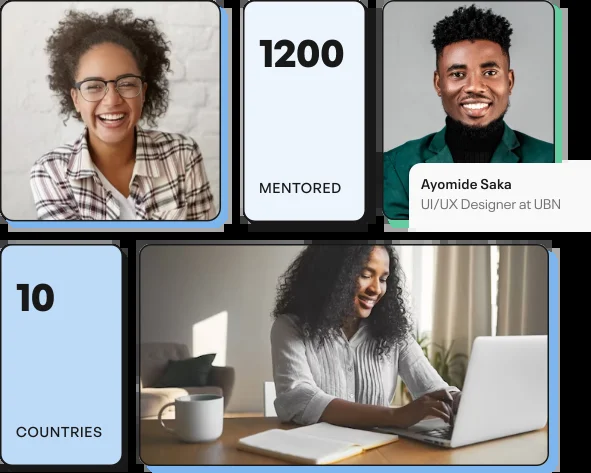 1200
MENTORED
Ayomide Saka
UI/UX Designer at UBN
10
COUNTRIES